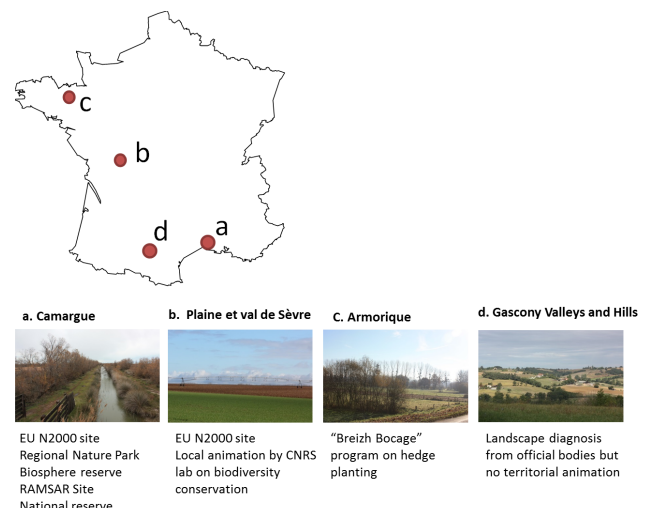 c
b
d
a
a. Camargue
b. Plaine et val de Sèvre
C. Armorique
d. Gascony Valleys and Hills
EU N2000 site
Regional Nature Park
Biosphere reserve
RAMSAR Site
National reserve
EU N2000 site
Local animation by CNRS
lab on biodiversity
conservation
“Breizh Bocage”
program on hedge
planting
Landscape diagnosis
from official bodies but
no territorial animation